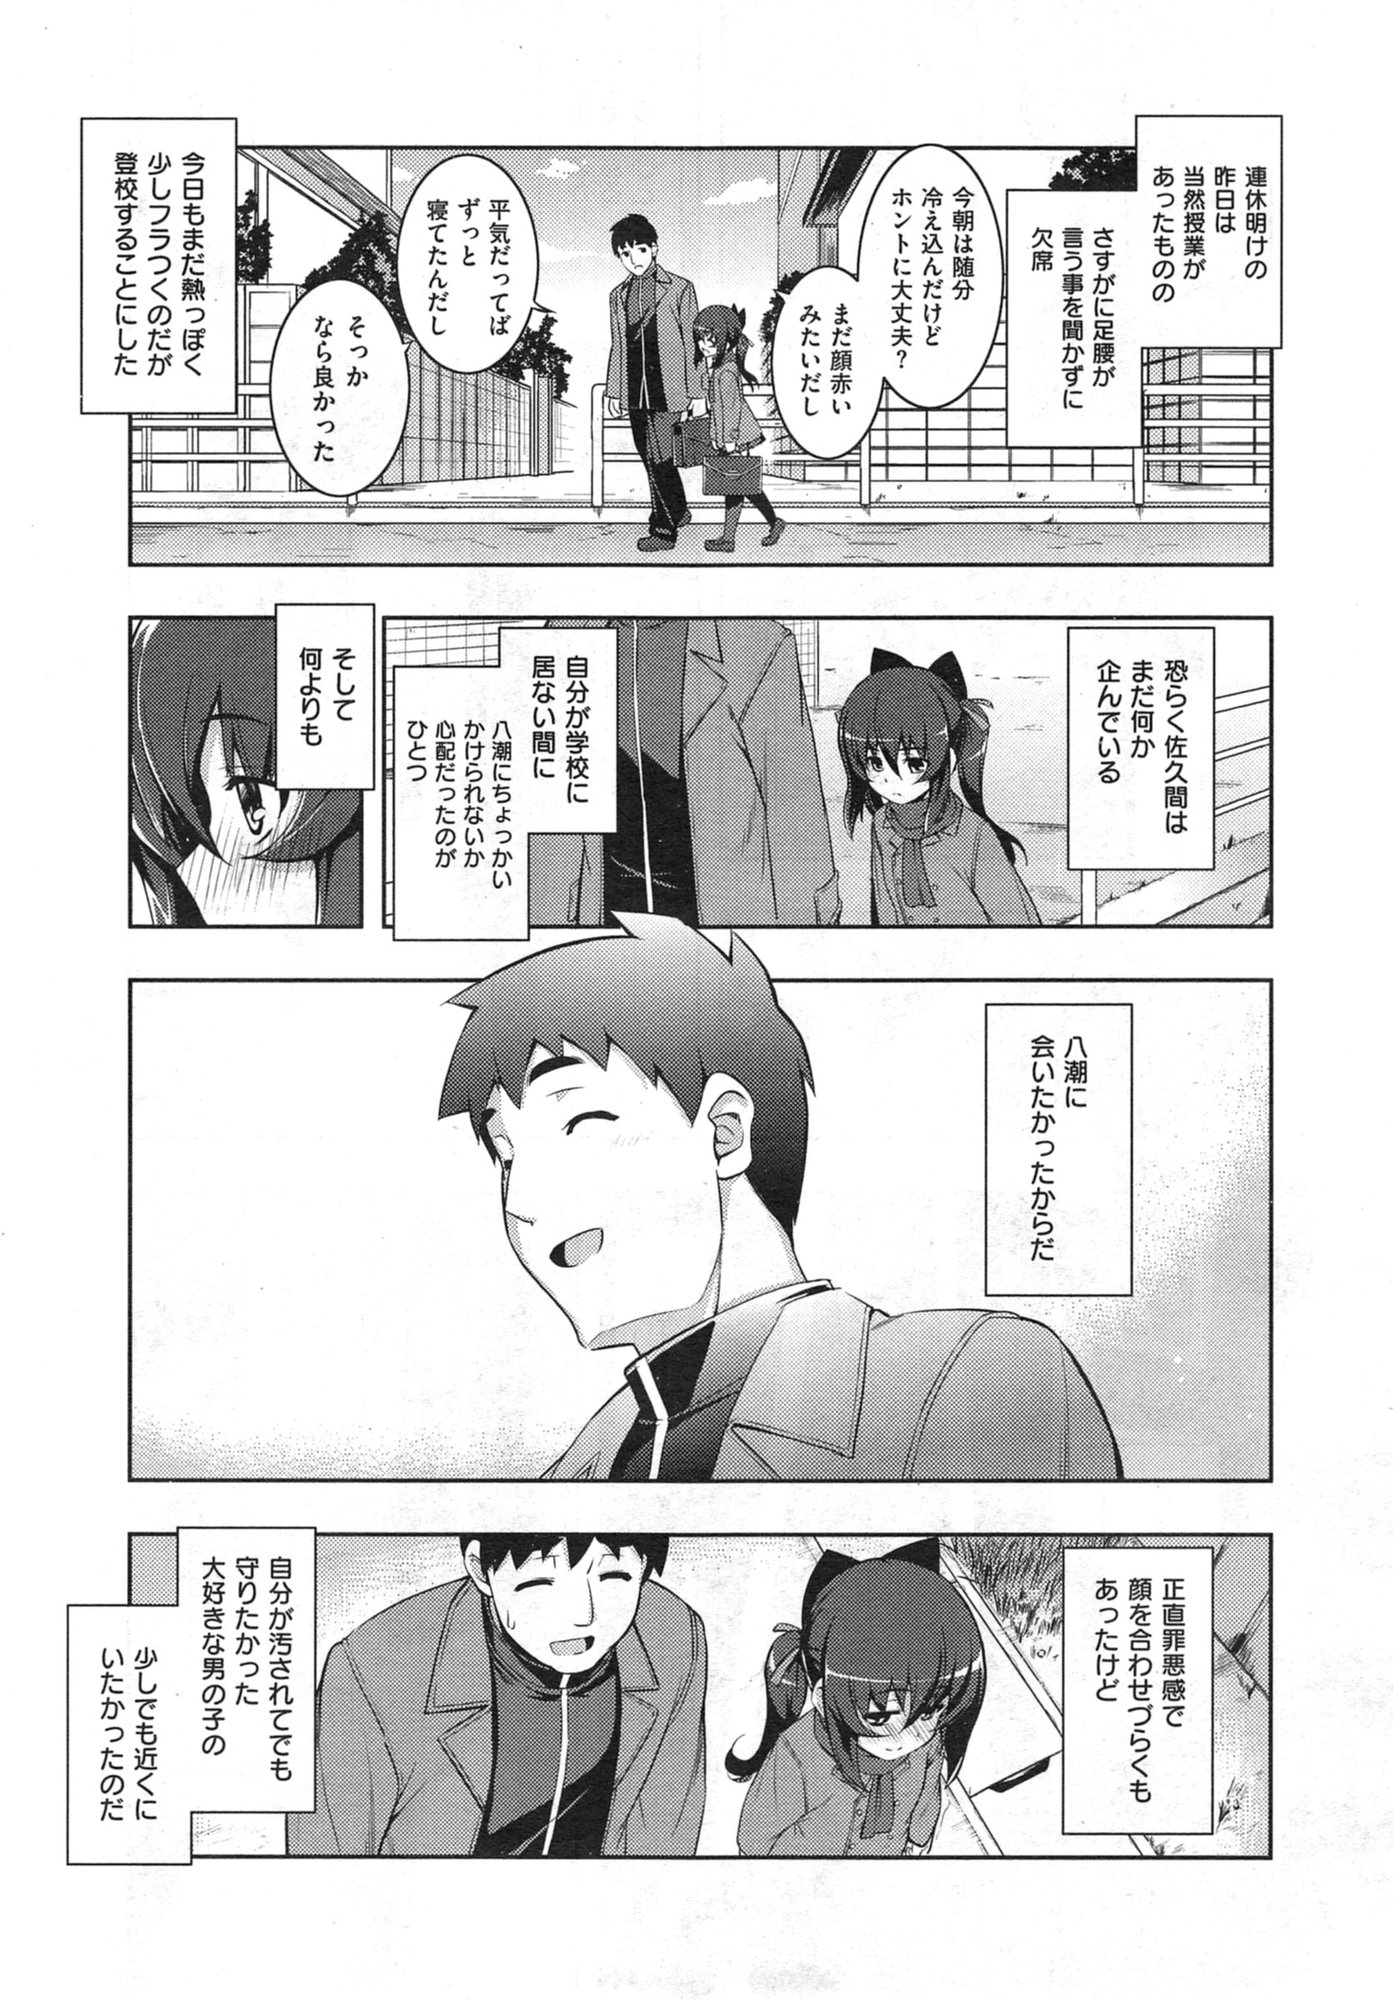 連休明けの
昨日は
当然授業が
あったものの
さすがに足腰が
言う事を聞かずに
欠席
今朝は随分
冷え込んだけど
ホントに大丈夫？
まだ顔赤い
みたいだし
平気だってば
ずっと
寝てたんだし
そっか
なら良かった
今日もまだ熱っぽく
少しフラつくのだが
登校することにした
恐らく佐久間は
まだ何か
企んでいる
自分が学校に
居ない間に
八潮にちょっかい
かけられないか
心配だったのが
ひとつ
そして
何よりも
八潮に
会いたかったからだ
正直罪悪感で
顔を合わせづらくも
あったけど
自分が汚されてでも
守りたかった
大好きな男の子の
少しでも近くに
いたかったのだ